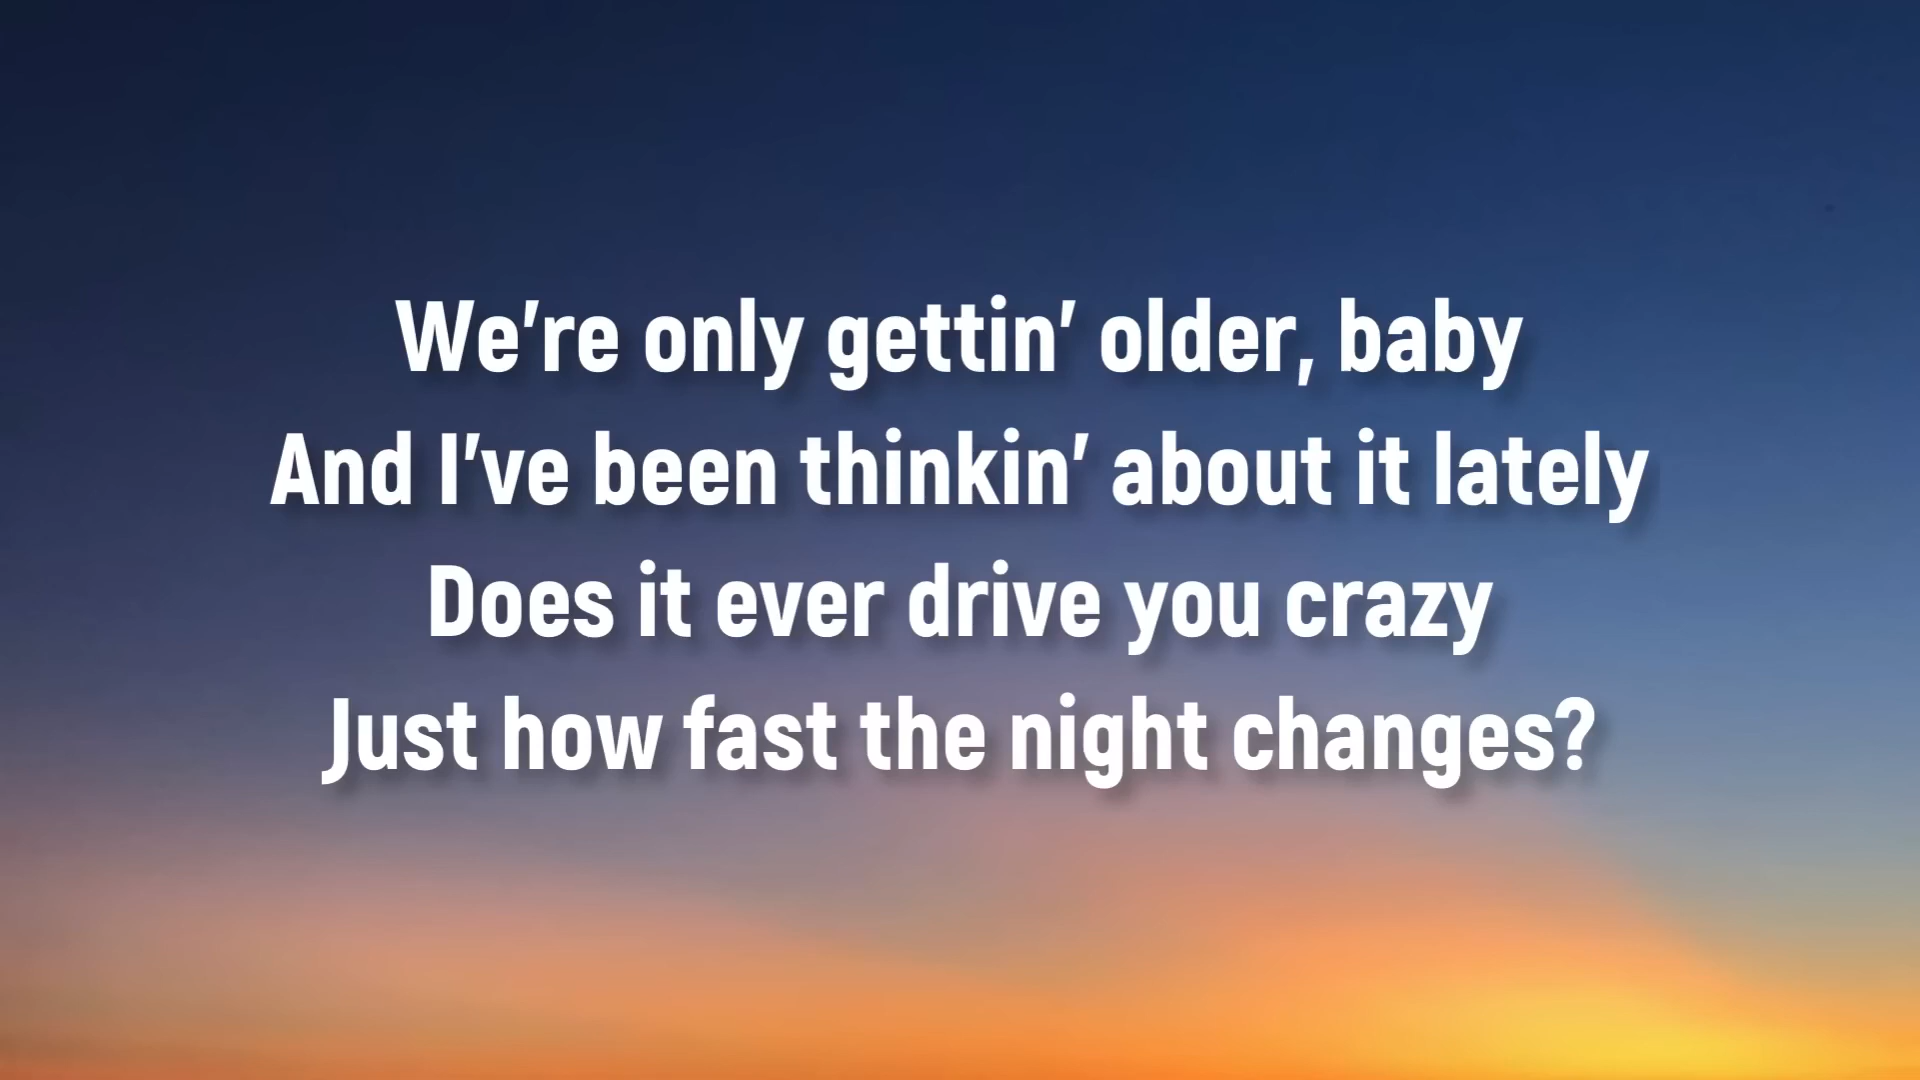 We're only gettin' older, baby
And I've been thinkin' about it lately
Does it ever drive you crazy
Just how fast the night changes?